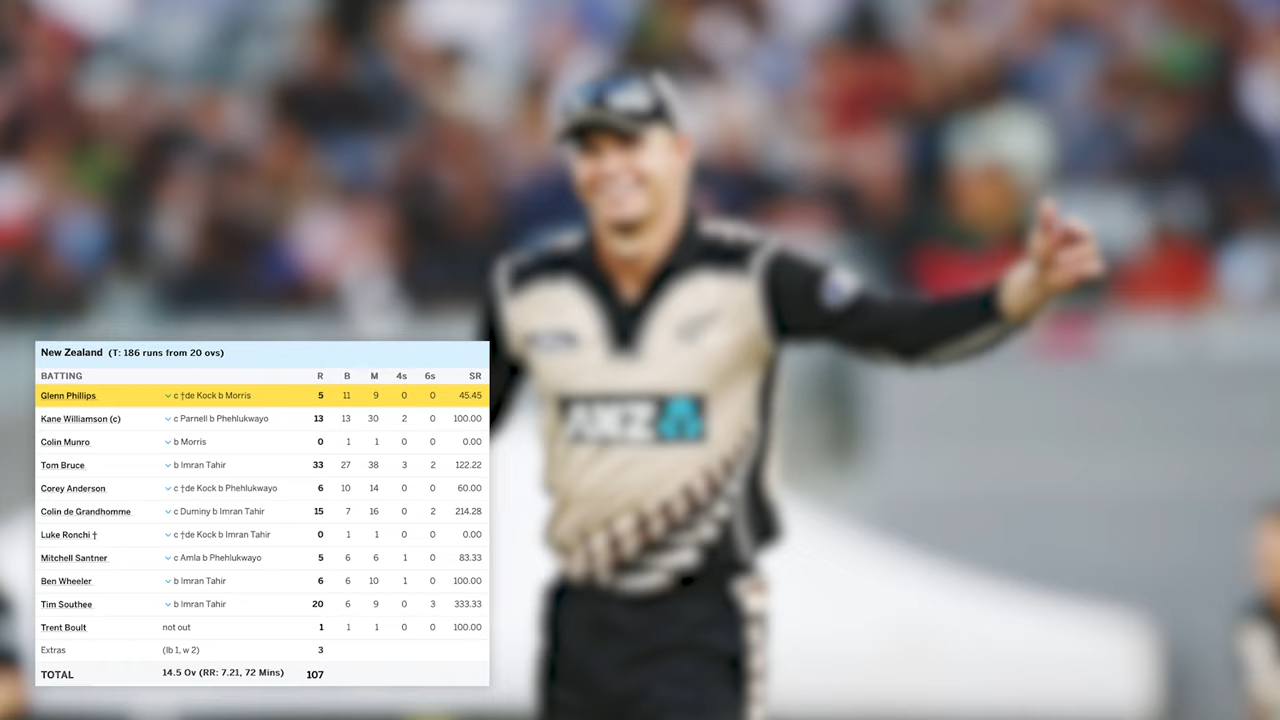 New Zealand (T: 186 runs from 20 ovs)
BATTING R B M 4s 6s SR
Glenn Phillips c †de Kock b Morris 5 11 9 0 0 45.45
Kane Williamson (c) c Parnell b Phehlukwayo 13 13 30 2 0 100.00
Colin Munro b Morris 0 1 1 0 0 0.00
Tom Bruce b Imran Tahir 33 27 38 3 2 122.22
Corey Anderson c †de Kock b Phehlukwayo 6 10 14 0 0 60.00
Colin de Grandhomme c Duminy b Imran Tahir 15 7 16 0 2 214.28
Luke Ronchi † c †de Kock b Imran Tahir 0 1 1 0 0 0.00
Mitchell Santner c Amla b Phehlukwayo 5 6 6 1 0 83.33
Ben Wheeler b Imran Tahir 6 6 10 1 0 100.00
Tim Southee b Imran Tahir 20 6 9 0 3 333.33
Trent Boult not out 1 1 1 0 0 100.00
Extras (lb 1, w 2) 3
TOTAL 14.5 Ov (RR: 7.21, 72 Mins) 107
ANZ